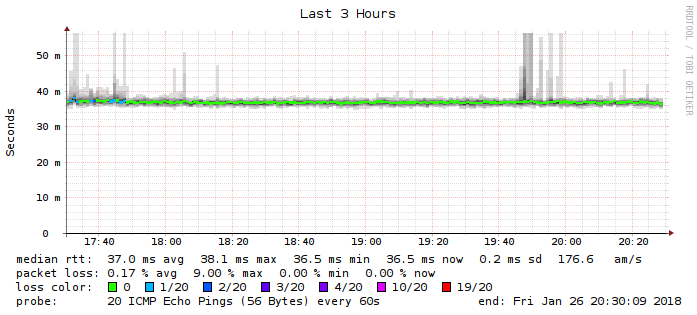 Last 3 Hours
RRDTOOL / TOBI OETIKER
Seconds
50 m
40 m
30 m
20 m
10 m
0
17:40 18:00 18:20 18:40 19:00 19:20 19:40 20:00 20:20
median rtt: 37.0 ms avg 38.1 ms max 36.5 ms min 36.5 ms now 0.2 ms sd 176.6 am/s
packet loss: 0.17 % avg 9.00 % max 0.00 % min 0.00 % now
loss color: 0 1/20 2/20 3/20 4/20 10/20 19/20
probe: 20 ICMP Echo Pings (56 Bytes) every 60s end: Fri Jan 26 20:30:09 2018